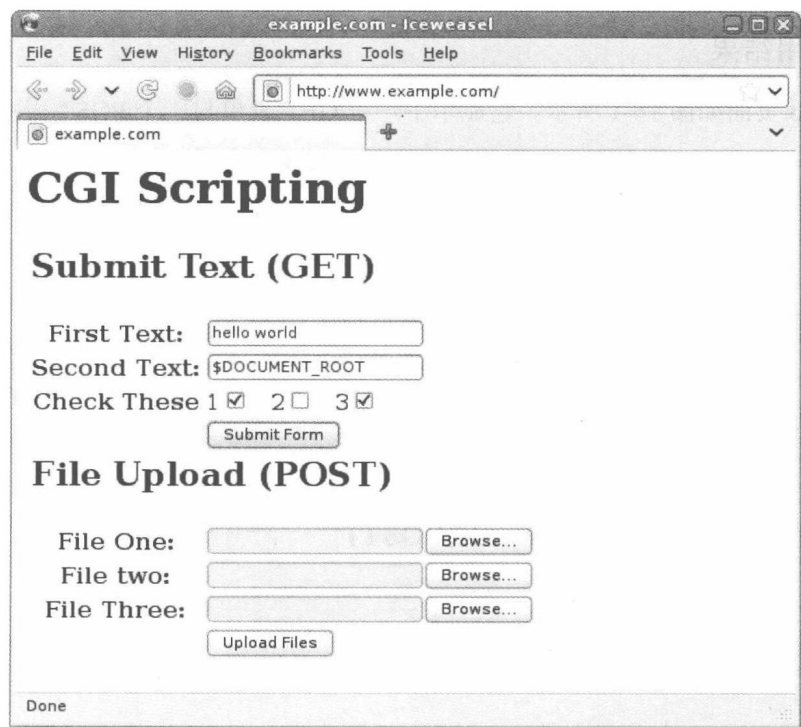 example.com - Iceweasel
File Edit View History Bookmarks Tools Help
http://www.example.com/
example.com
CGI Scripting
Submit Text (GET)
First Text: hello world
Second Text: $DOCUMENT_ROOT
Check These 1 2 3
Submit Form
File Upload (POST)
File One: Browse...
File two: Browse...
File Three: Browse...
Upload Files
Done